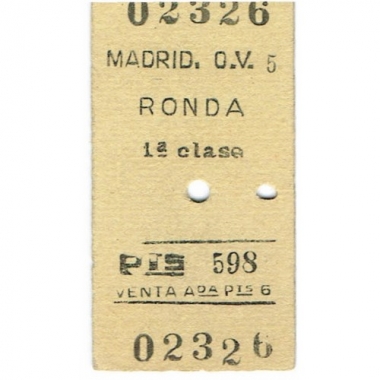 02326
MADRID. O.V. 5
RONDA
1ª clase
PTS 598
VENTA ADA PTS 6
02326